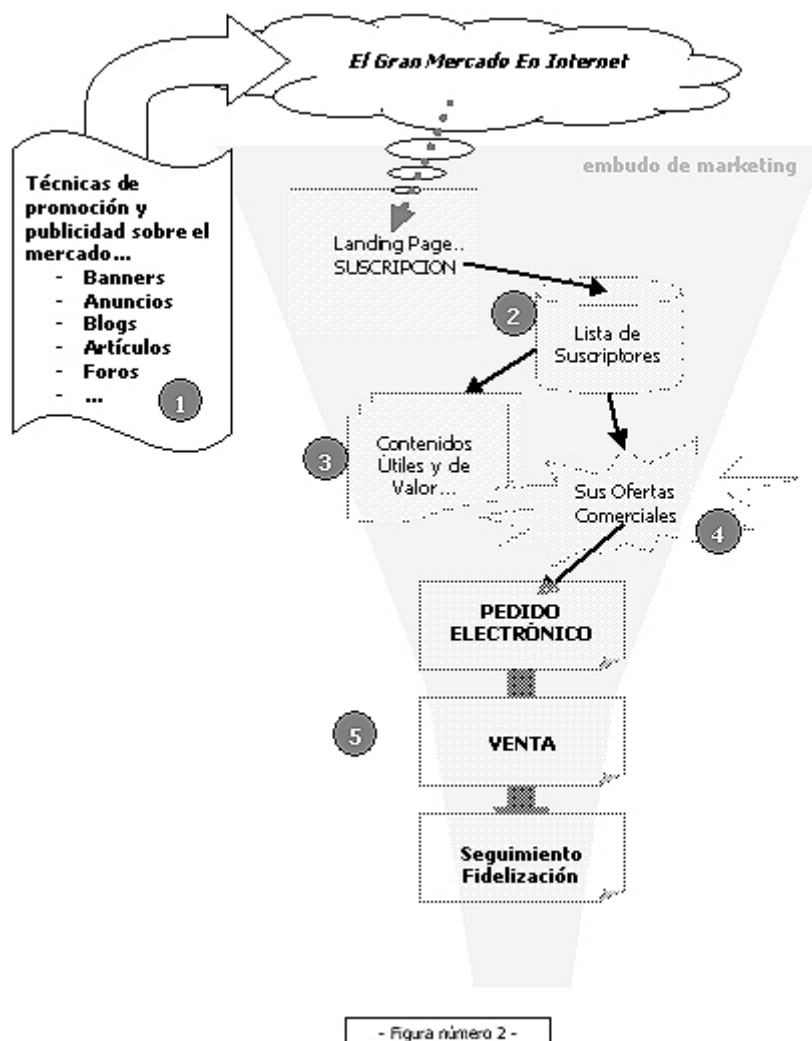 El Gran Mercado En Internet
embudo de marketing
Técnicas de
promoción y
publicidad sobre el
mercado...
- Banners
- Anuncios
- Blogs
- Artículos
- Foros
- ...
1
Landing Page..
SUSCRIPCION
2
Lista de
Suscriptores
3
Contenidos
Útiles y de
Valor...
Sus Ofertas
Comerciales
4
PEDIDO
ELECTRÓNICO
5
VENTA
Seguimiento
Fidelización
- Figura número 2 -